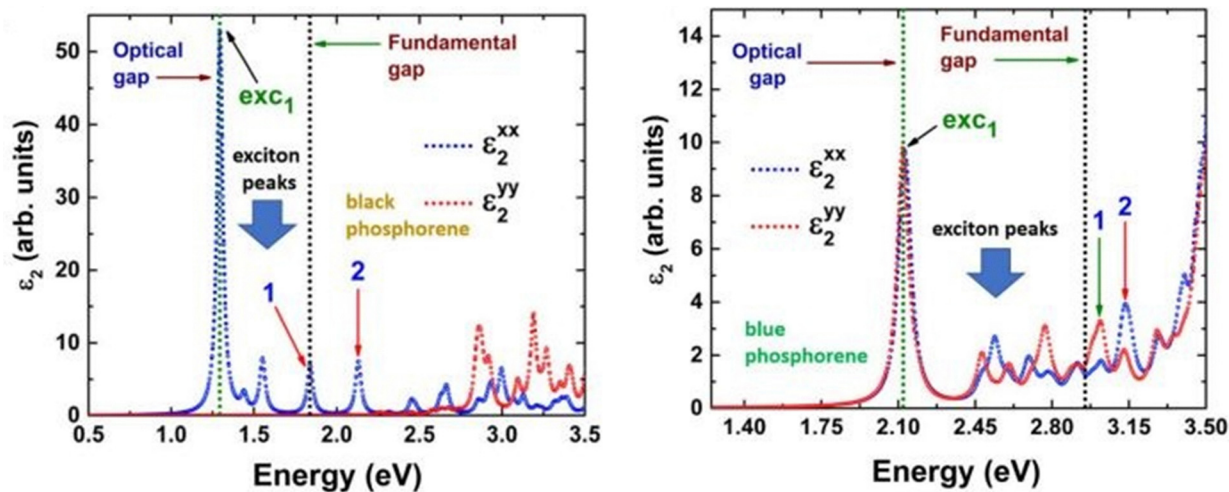 50
40
30
20
10
0
ε₂ (arb. units)
Optical
gap
exc₁
Fundamental
gap
exciton
peaks
ε₂ˣˣ
ε₂ʸʸ
black
phosphorene
1
2
0.5 1.0 1.5 2.0 2.5 3.0 3.5
Energy (eV)
14
12
10
8
6
4
2
0
ε₂ (arb. units)
Optical
gap
Fundamental
gap
exc₁
ε₂ˣˣ
ε₂ʸʸ
exciton peaks
1
2
blue
phosphorene
1.40 1.75 2.10 2.45 2.80 3.15 3.50
Energy (eV)